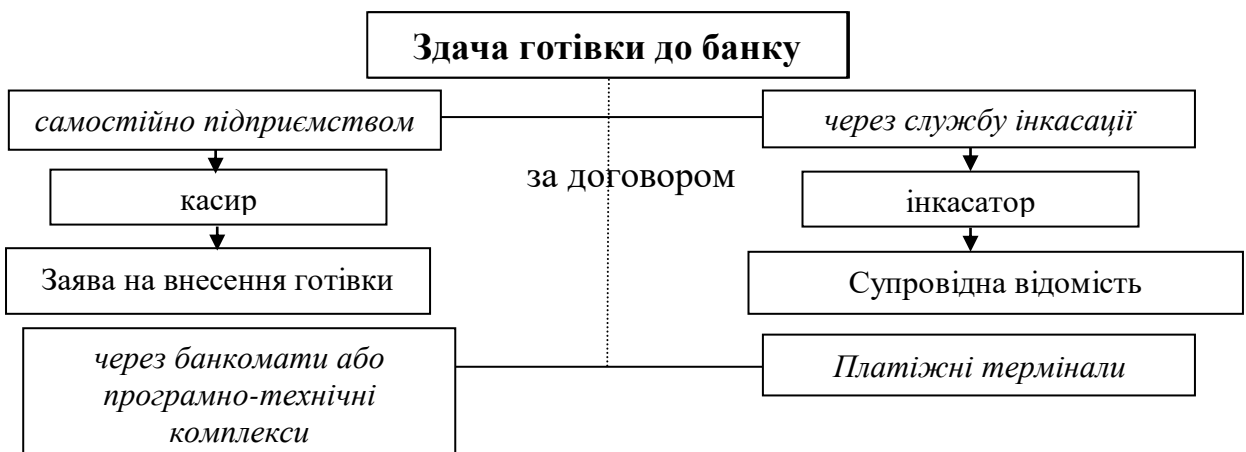 Здача готівки до банку
самостійно підприємством
через службу інкасації
за договором
касир
інкасатор
Заява на внесення готівки
Супровідна відомість
через банкомати або
програмно-технічні
комплекси
Платіжні термінали